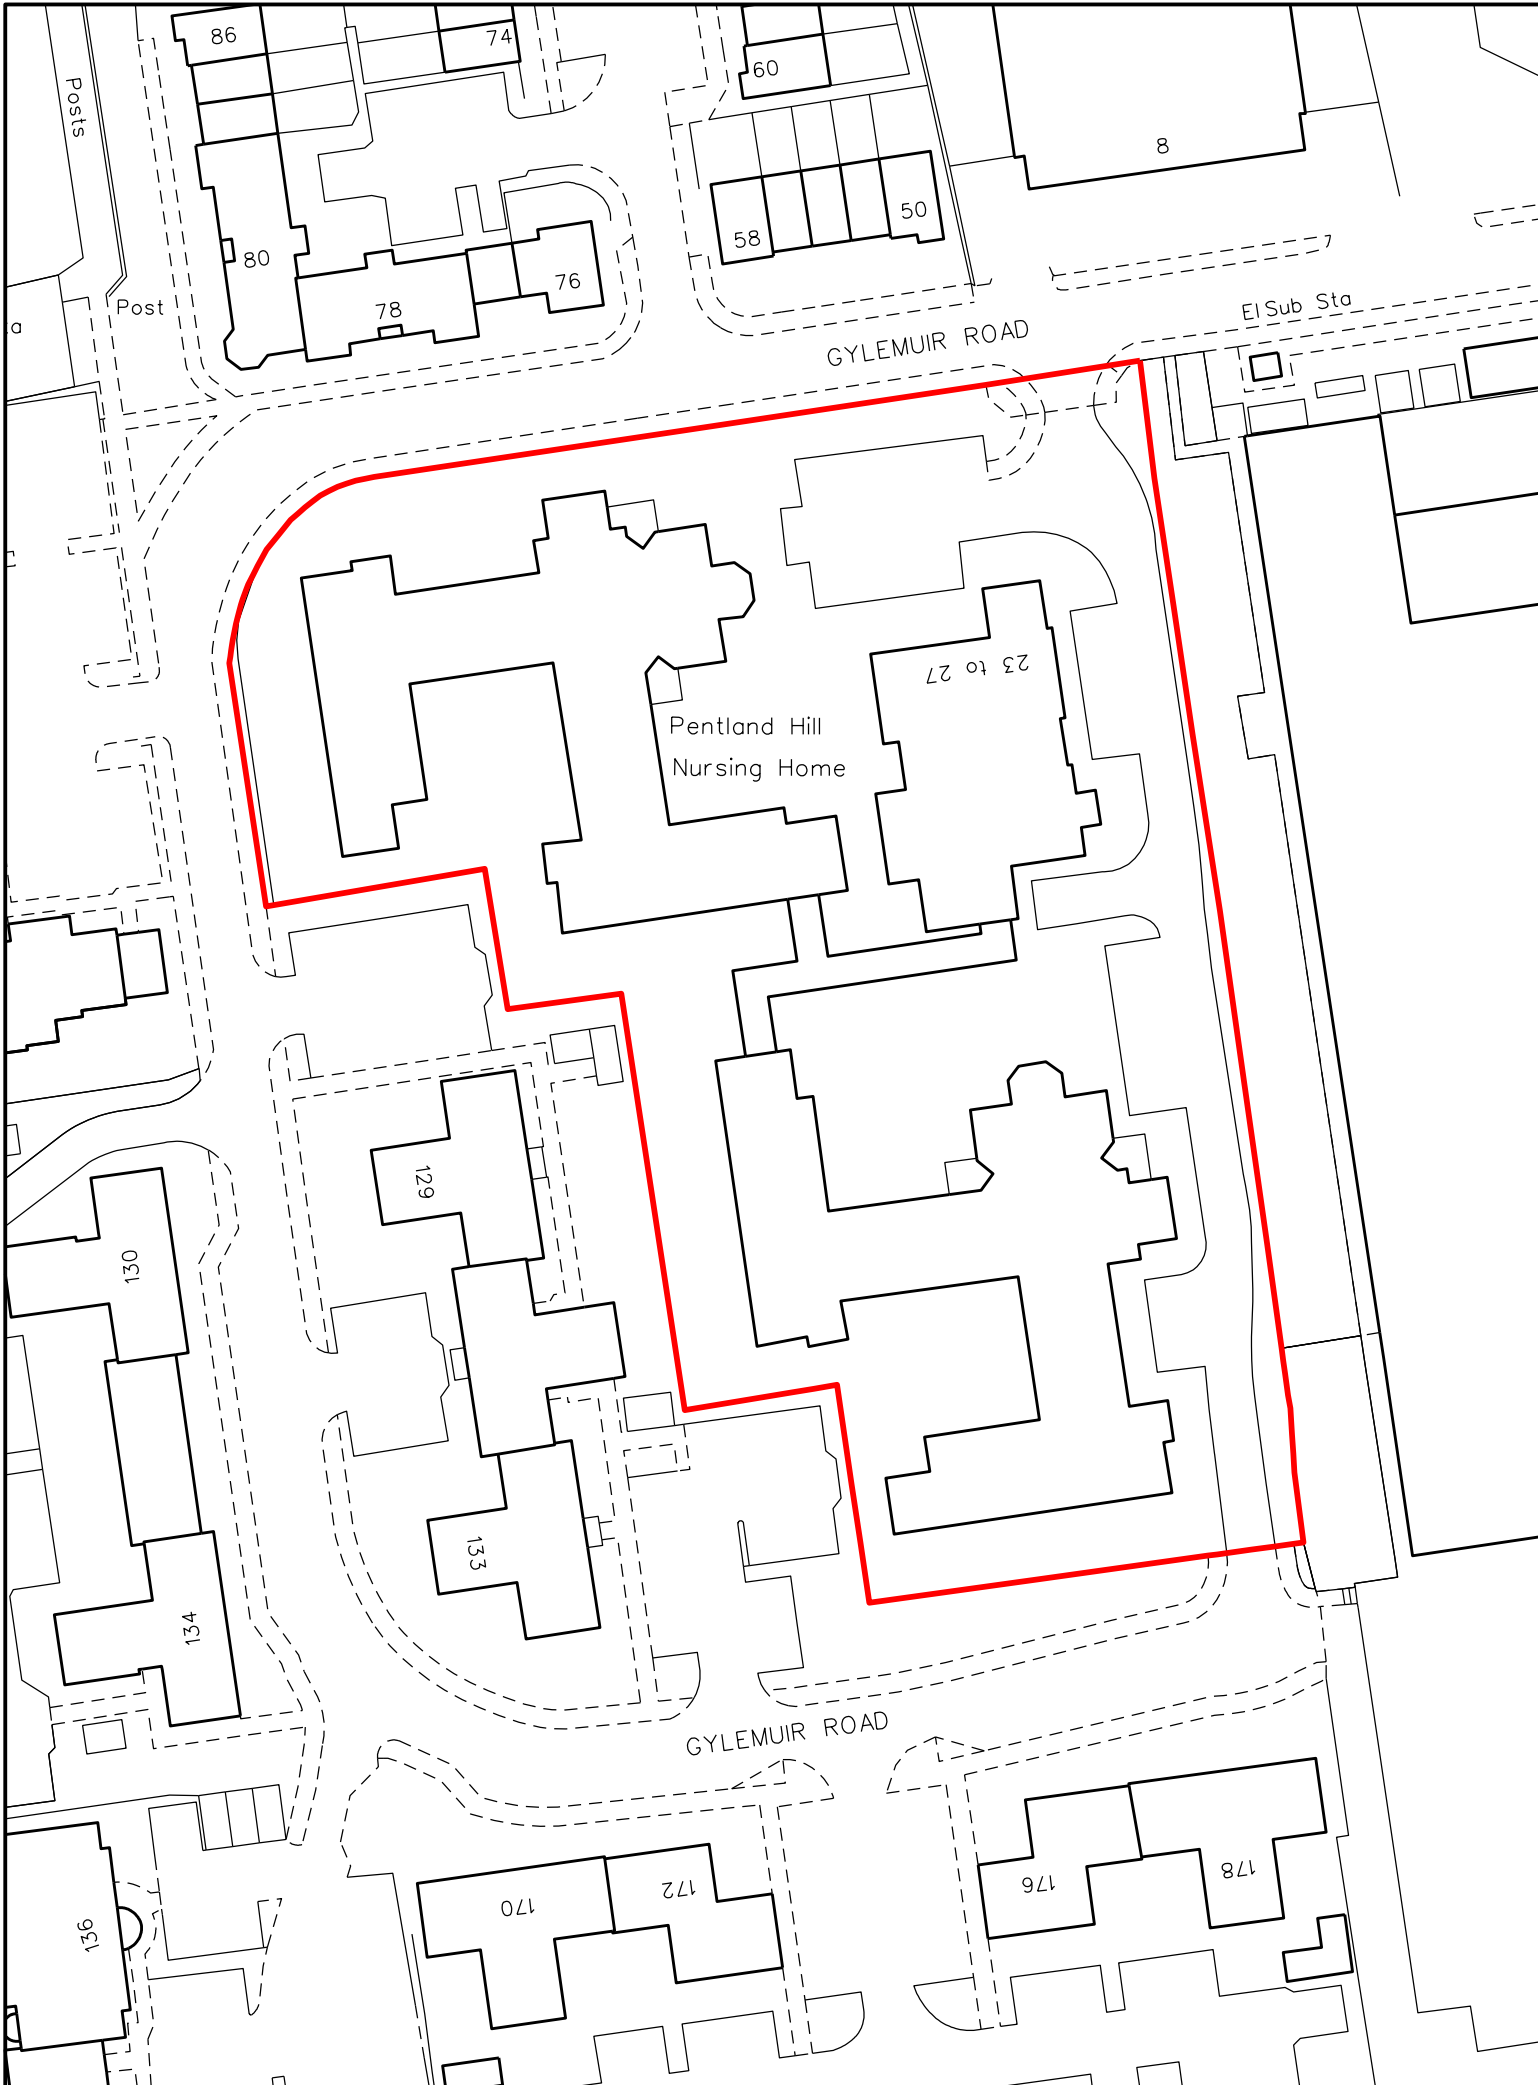 86
74
60
Posts
8
58
50
80
76
78
Post
El Sub Sta
a
GYLEMUIR ROAD
23 to 27
Pentland Hill
Nursing Home
129
130
133
134
GYLEMUIR ROAD
170
172
176
178
136